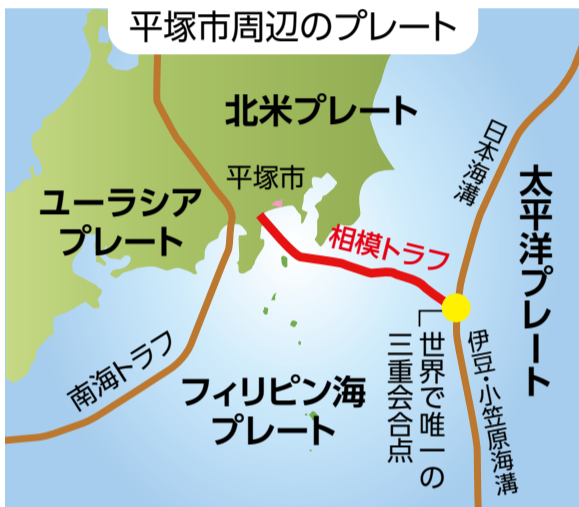 平塚市周辺のプレート
北米プレート
日本海溝
平塚市
太平洋プレート
ユーラシア
プレート
相模トラフ
南海トラフ
世界で唯一の
三重会合点
伊豆・小笠原海溝
フィリピン海
プレート